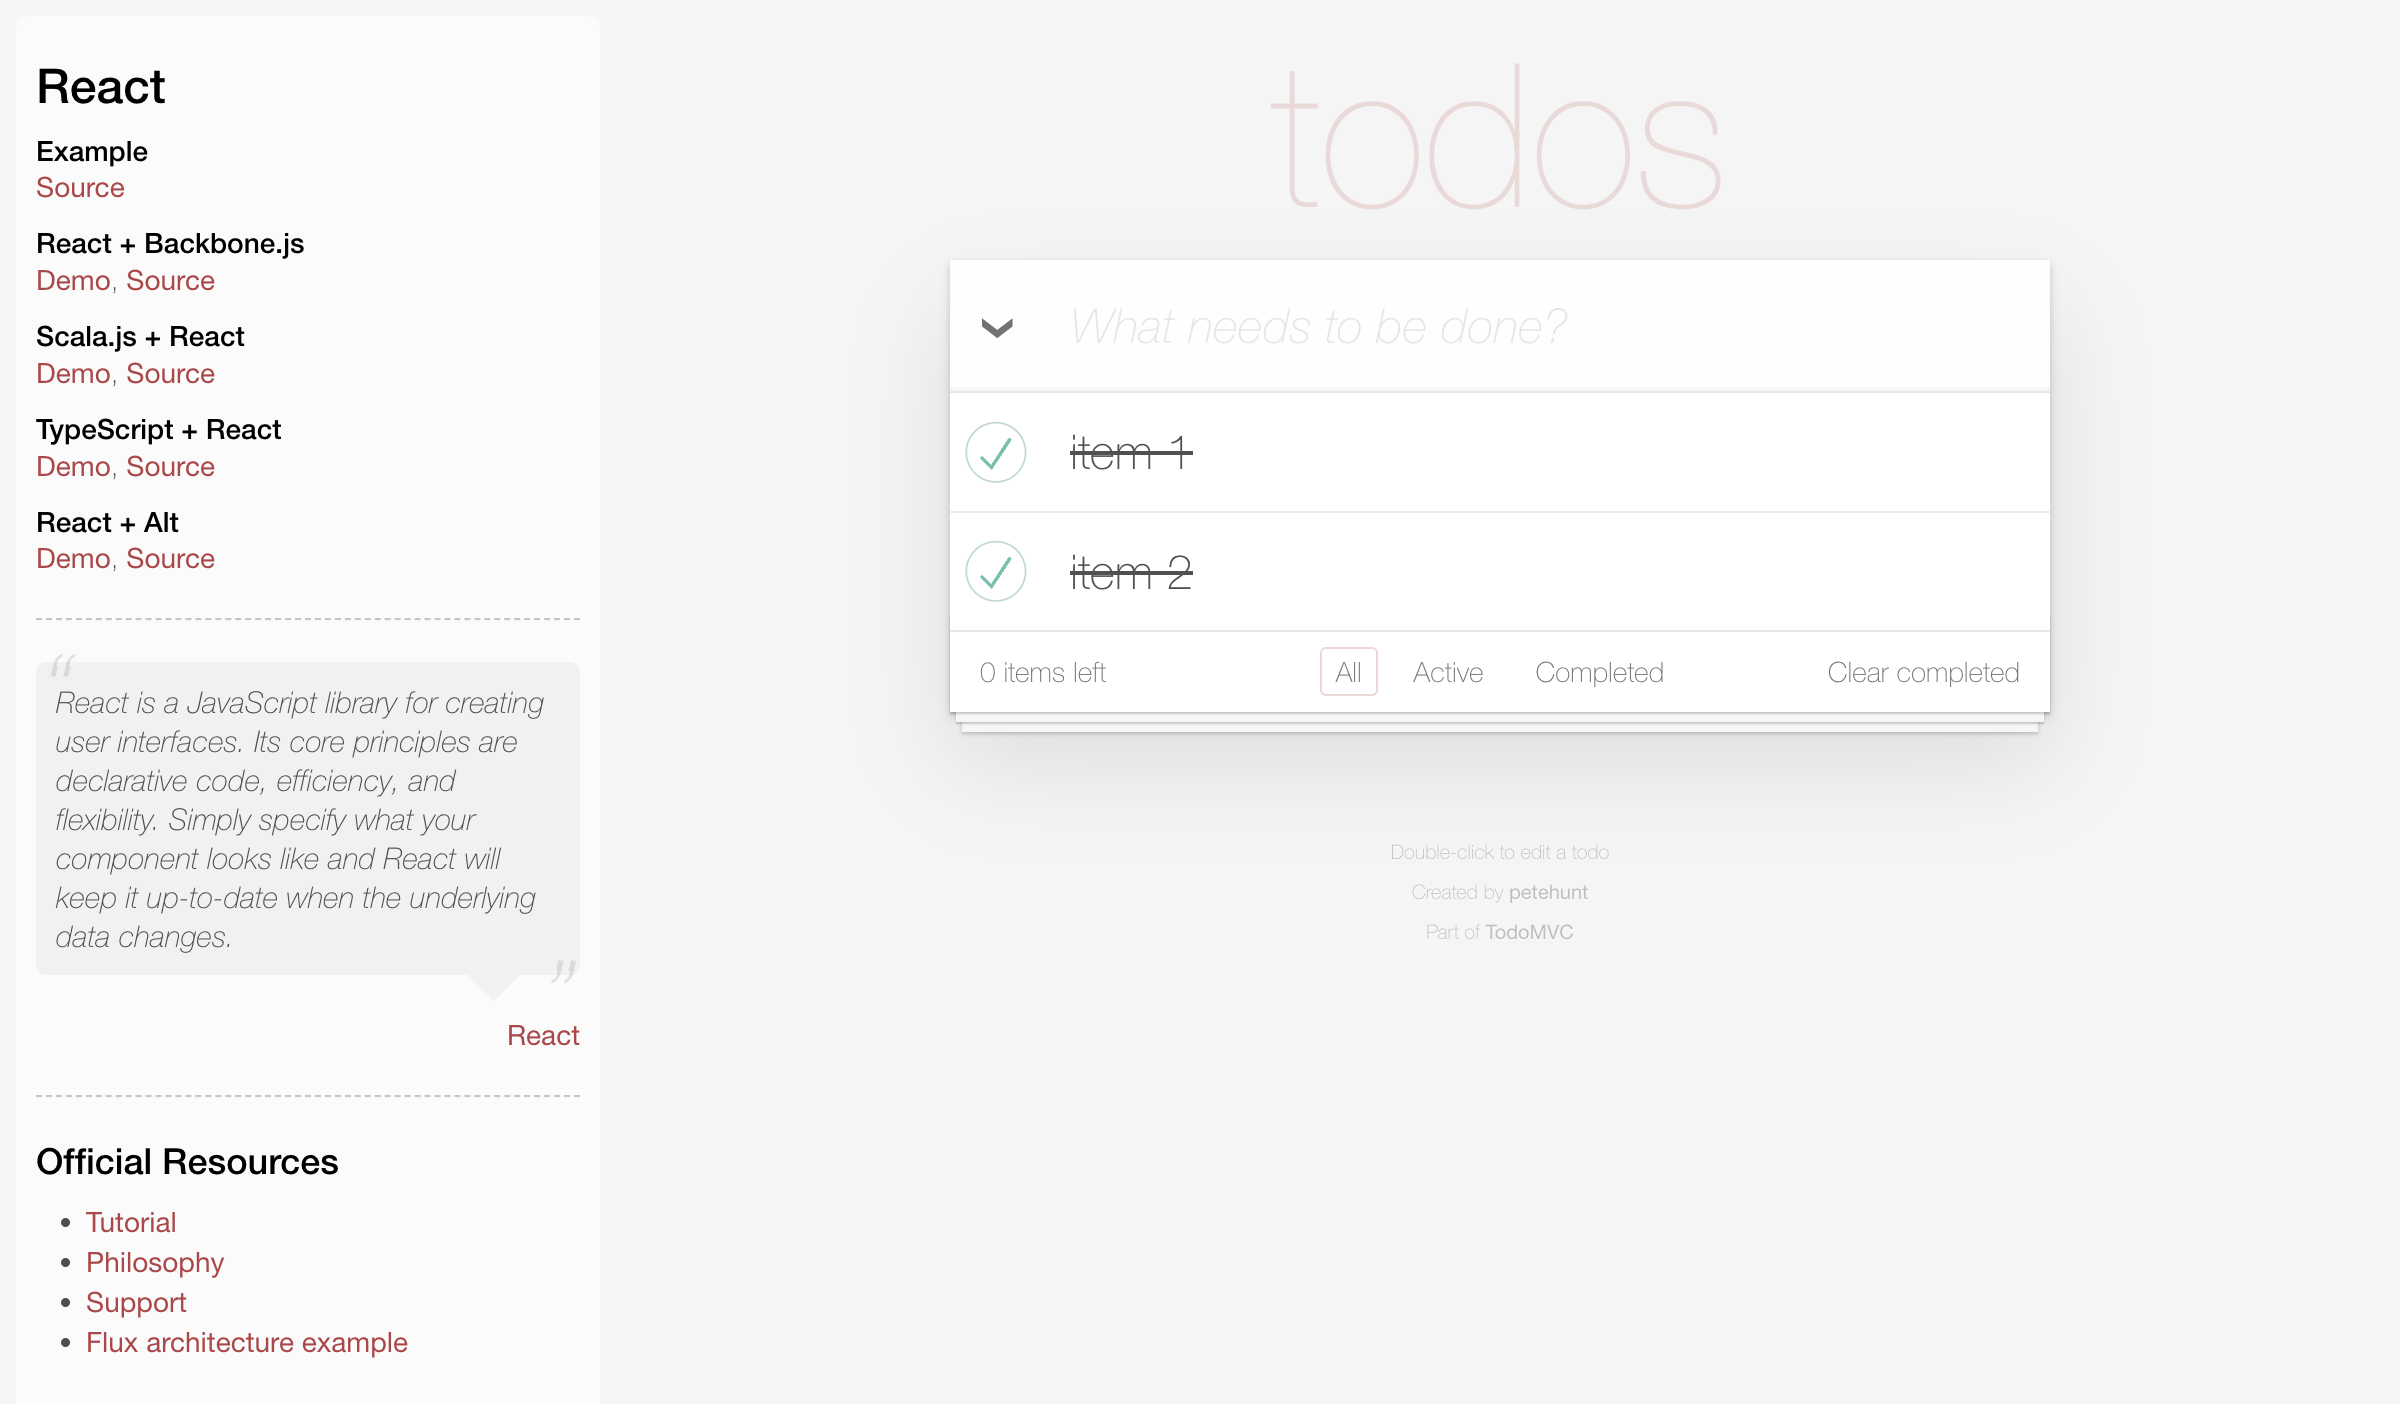 React
Example
Source
React + Backbone.js
Demo, Source
Scala.js + React
Demo, Source
TypeScript + React
Demo, Source
React + Alt
Demo, Source
“
React is a JavaScript library for creating
user interfaces. Its core principles are
declarative code, efficiency, and
flexibility. Simply specify what your
component looks like and React will
keep it up-to-date when the underlying
data changes.
”
React
Official Resources
• Tutorial
• Philosophy
• Support
• Flux architecture example
todos
What needs to be done?
item 1
item 2
0 items left All Active Completed Clear completed
Double-click to edit a todo
Created by petehunt
Part of TodoMVC